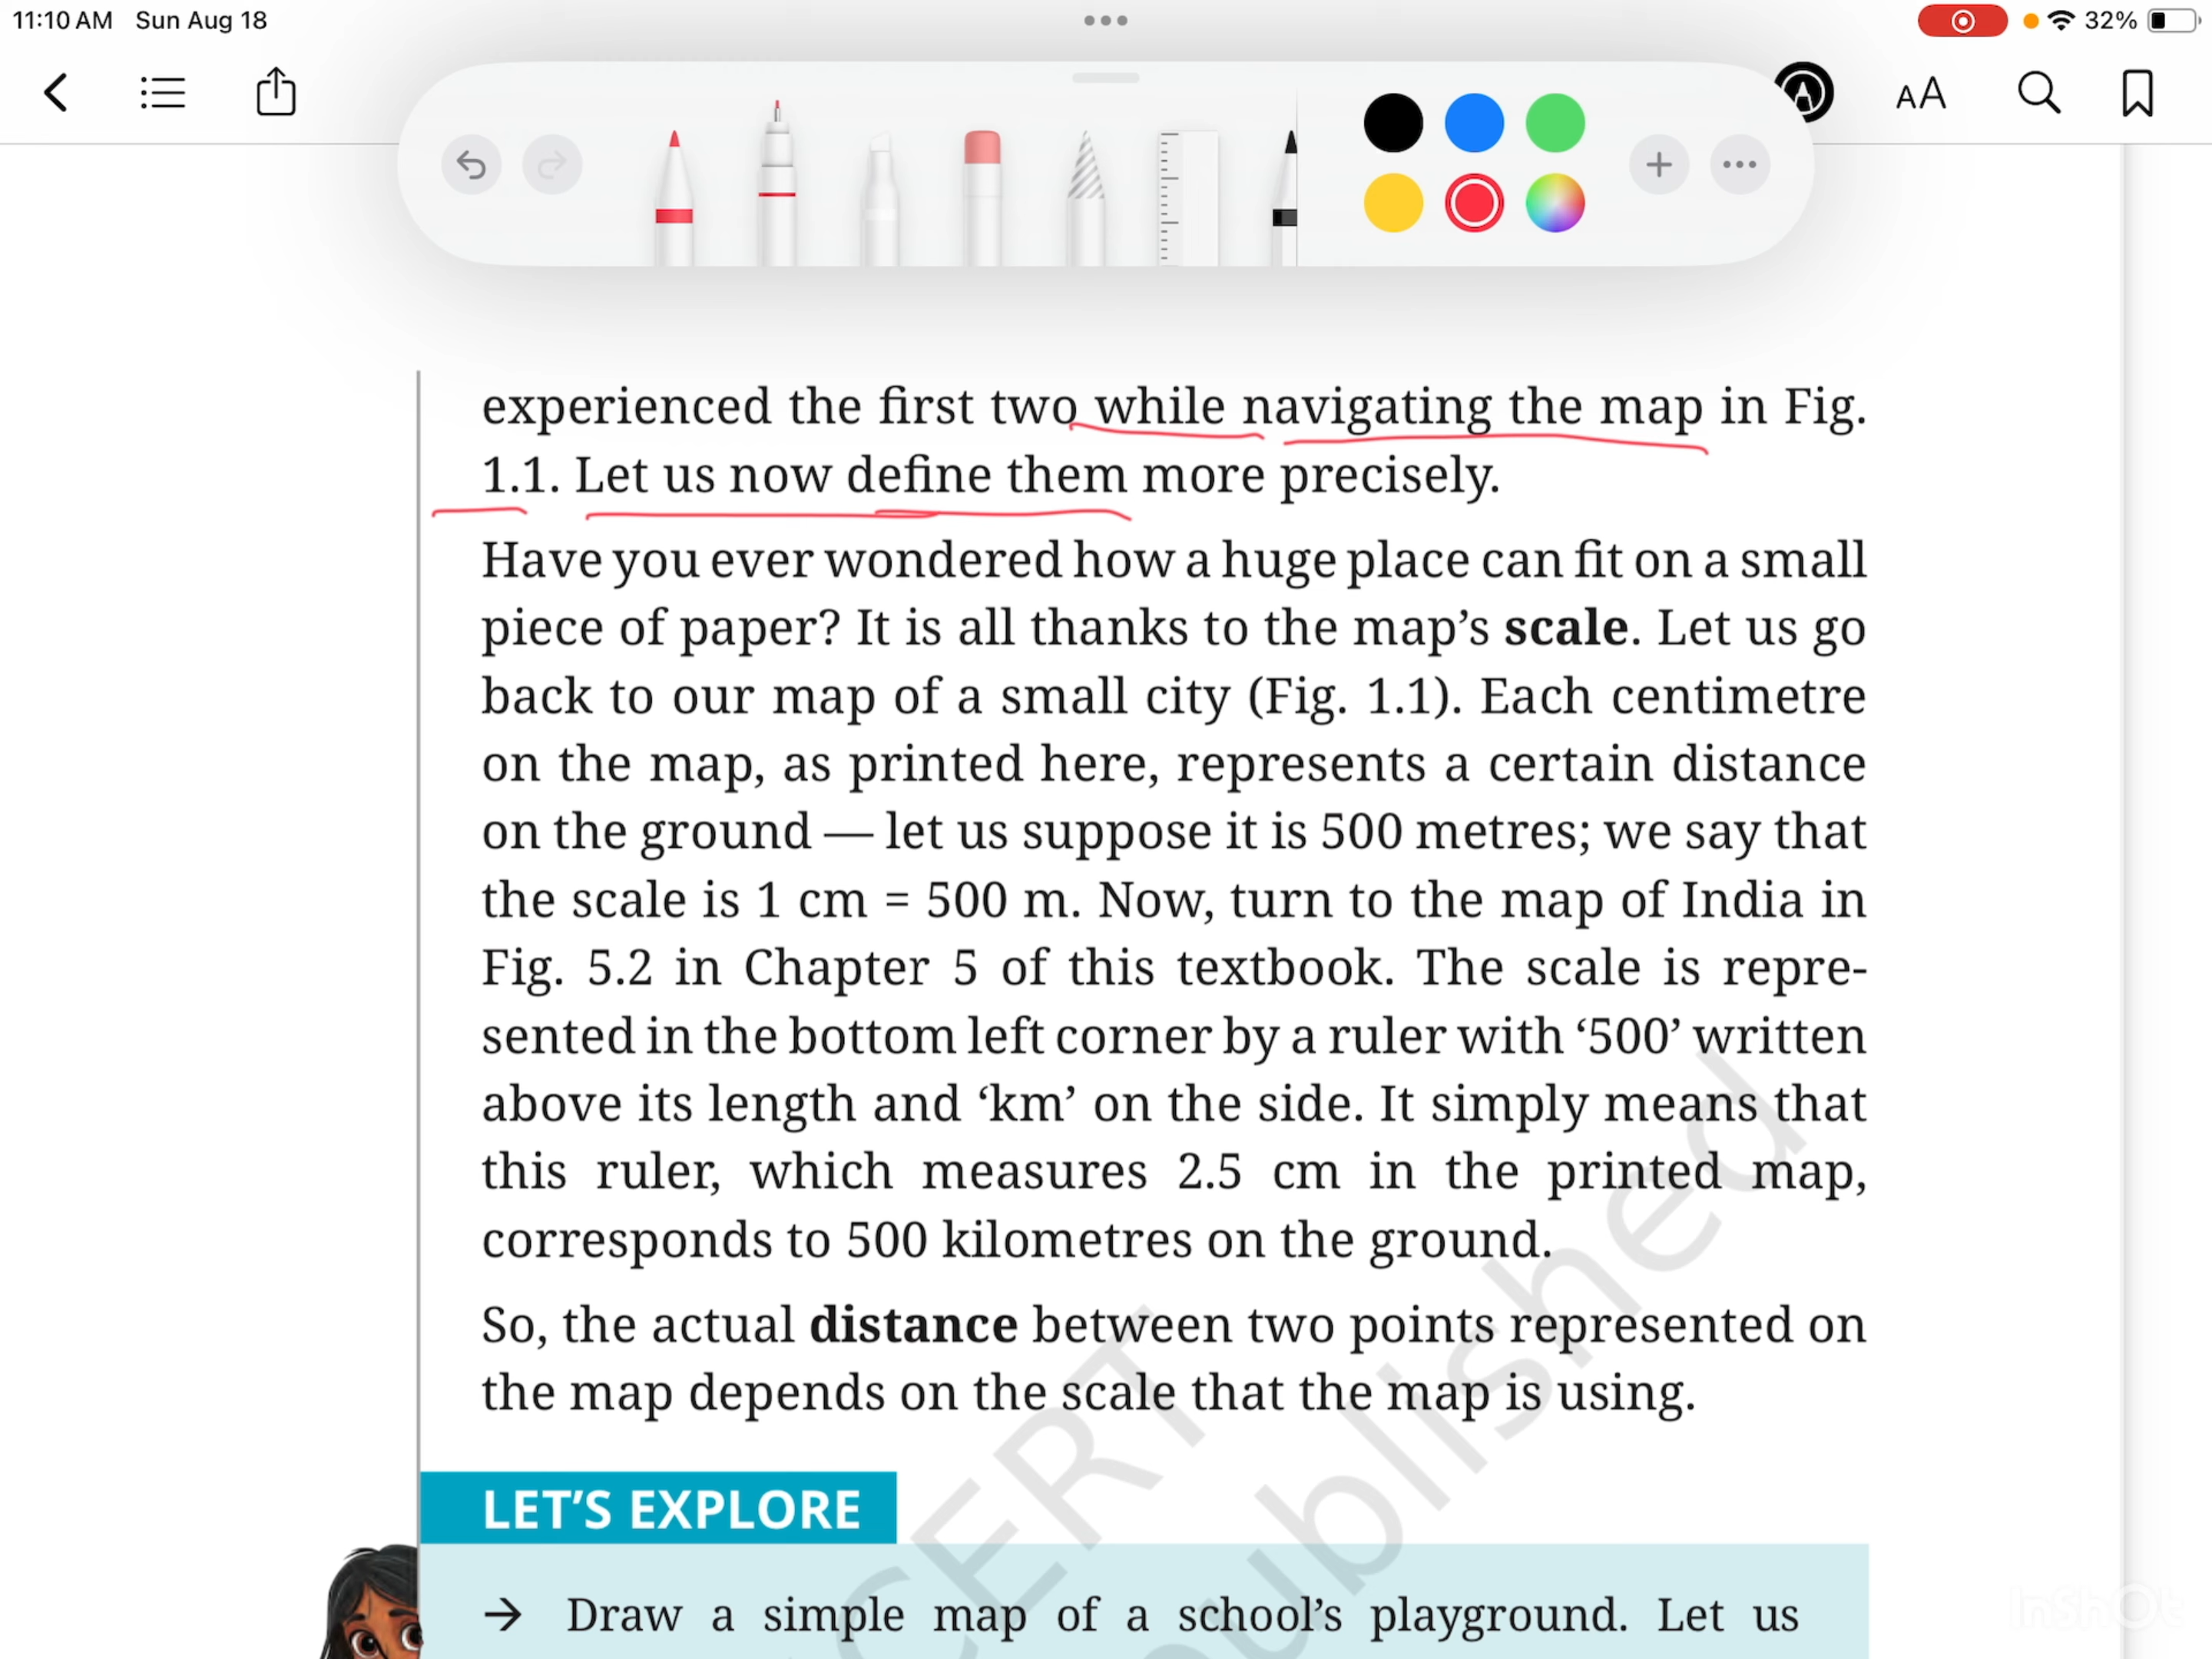 11:10 AM Sun Aug 18
32%
AA
experienced the first two while navigating the map in Fig.
1.1. Let us now define them more precisely.
Have you ever wondered how a huge place can fit on a small
piece of paper? It is all thanks to the map’s scale. Let us go
back to our map of a small city (Fig. 1.1). Each centimetre
on the map, as printed here, represents a certain distance
on the ground — let us suppose it is 500 metres; we say that
the scale is 1 cm = 500 m. Now, turn to the map of India in
Fig. 5.2 in Chapter 5 of this textbook. The scale is repre-
sented in the bottom left corner by a ruler with ‘500’ written
above its length and ‘km’ on the side. It simply means that
this ruler, which measures 2.5 cm in the printed map,
corresponds to 500 kilometres on the ground.
So, the actual distance between two points represented on
the map depends on the scale that the map is using.
LET’S EXPLORE
→ Draw a simple map of a school’s playground. Let us
CERT
ublished
InShOt